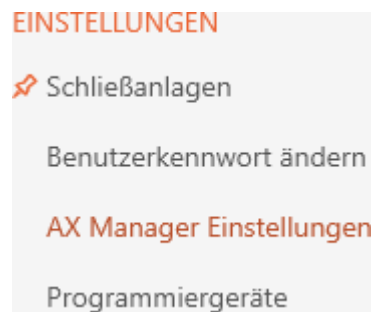 EINSTELLUNGEN
Schließanlagen
Benutzerkennwort ändern
AX Manager Einstellungen
Programmiergeräte